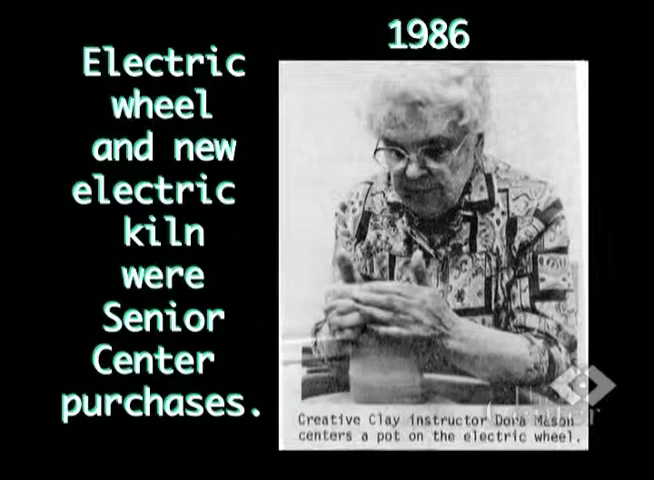 1986
Electric
wheel
and new
electric
kiln
were
Senior
Center
purchases.
Creative Clay instructor Dora Mason
centers a pot on the electric wheel.